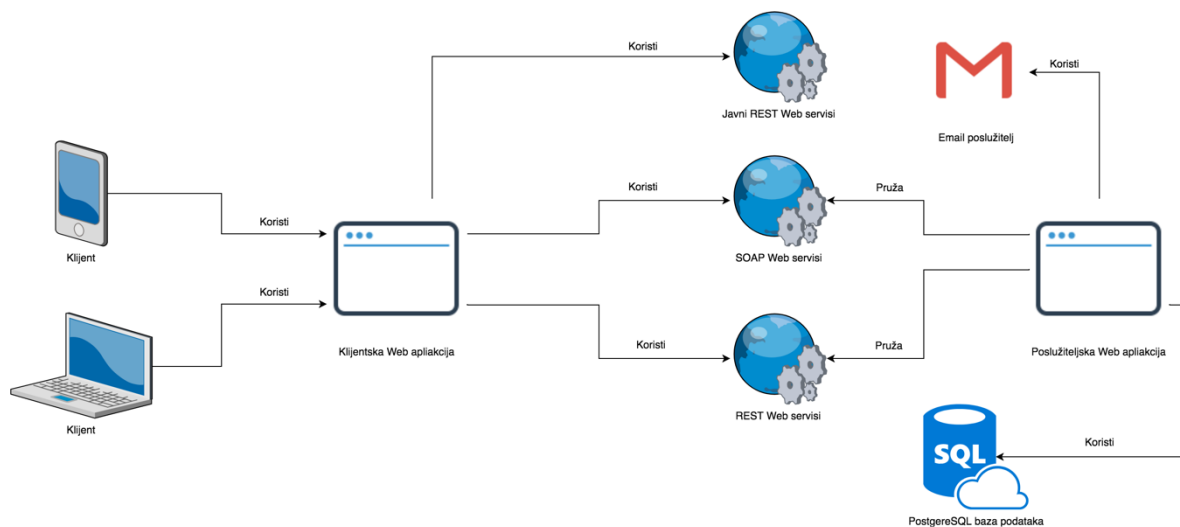 Koristi
Javni REST Web servisi
Koristi
Email poslužitelj
Klijent
Koristi
Koristi
SOAP Web servisi
Pruža
Koristi
Klijent
Klijentska Web apliakcija
Koristi
REST Web servisi
Pruža
Poslužiteljska Web apliakcija
SQL
Koristi
PostgereSQL baza podataka